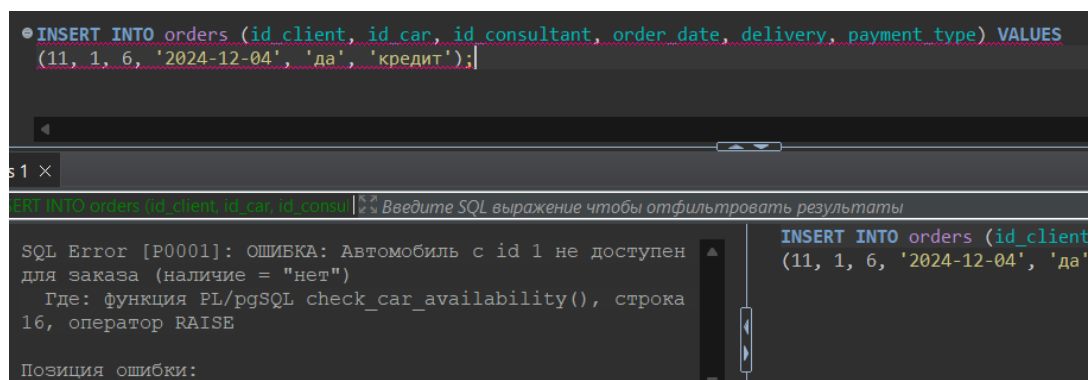 INSERT INTO orders (id_client, id_car, id_consultant, order_date, delivery, payment_type) VALUES
(11, 1, 6, '2024-12-04', 'да', 'кредит');
s 1 ×
ERT INTO orders (id_client, id_car, id_consul
Введите SQL выражение чтобы отфильтровать результаты
SQL Error [P0001]: ОШИБКА: Автомобиль с id 1 не доступен
для заказа (наличие = "нет")
Где: функция PL/pgSQL check_car_availability(), строка
16, оператор RAISE
Позиция ошибки:
INSERT INTO orders (id_client
(11, 1, 6, '2024-12-04', 'да'